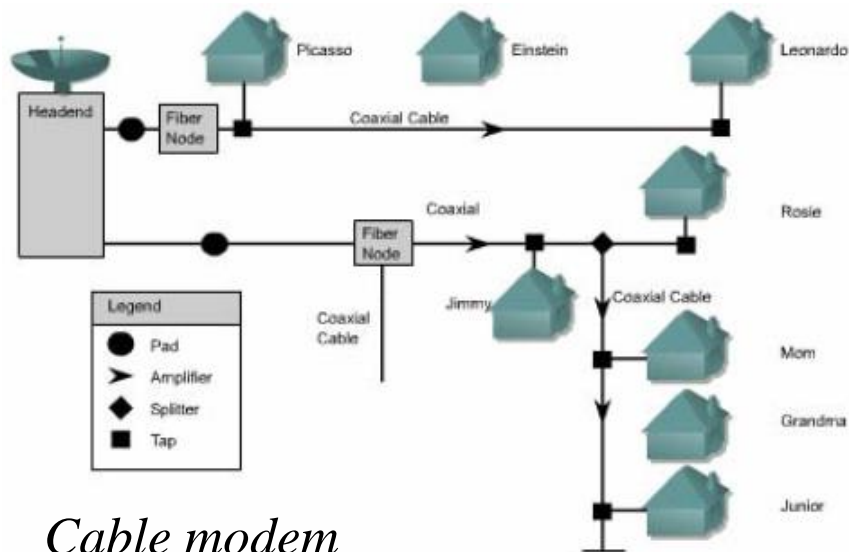 Picasso
Einstein
Leonardo
Headend
Fiber
Node
Coaxial Cable
Coaxial
Rosie
Fiber
Node
Legend
Pad
Amplifier
Splitter
Tap
Coaxial
Cable
Jimmy
Coaxial Cable
Mom
Grandma
Junior
Cable modem